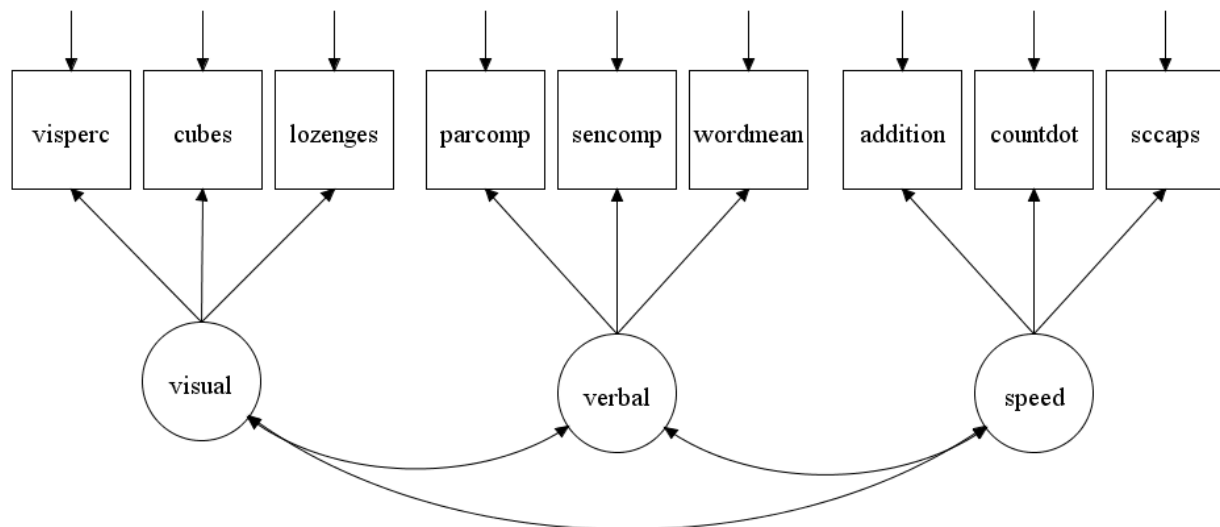 visperc cubes lozenges parcomp sencomp wordmean addition countdot sccaps
visual verbal speed